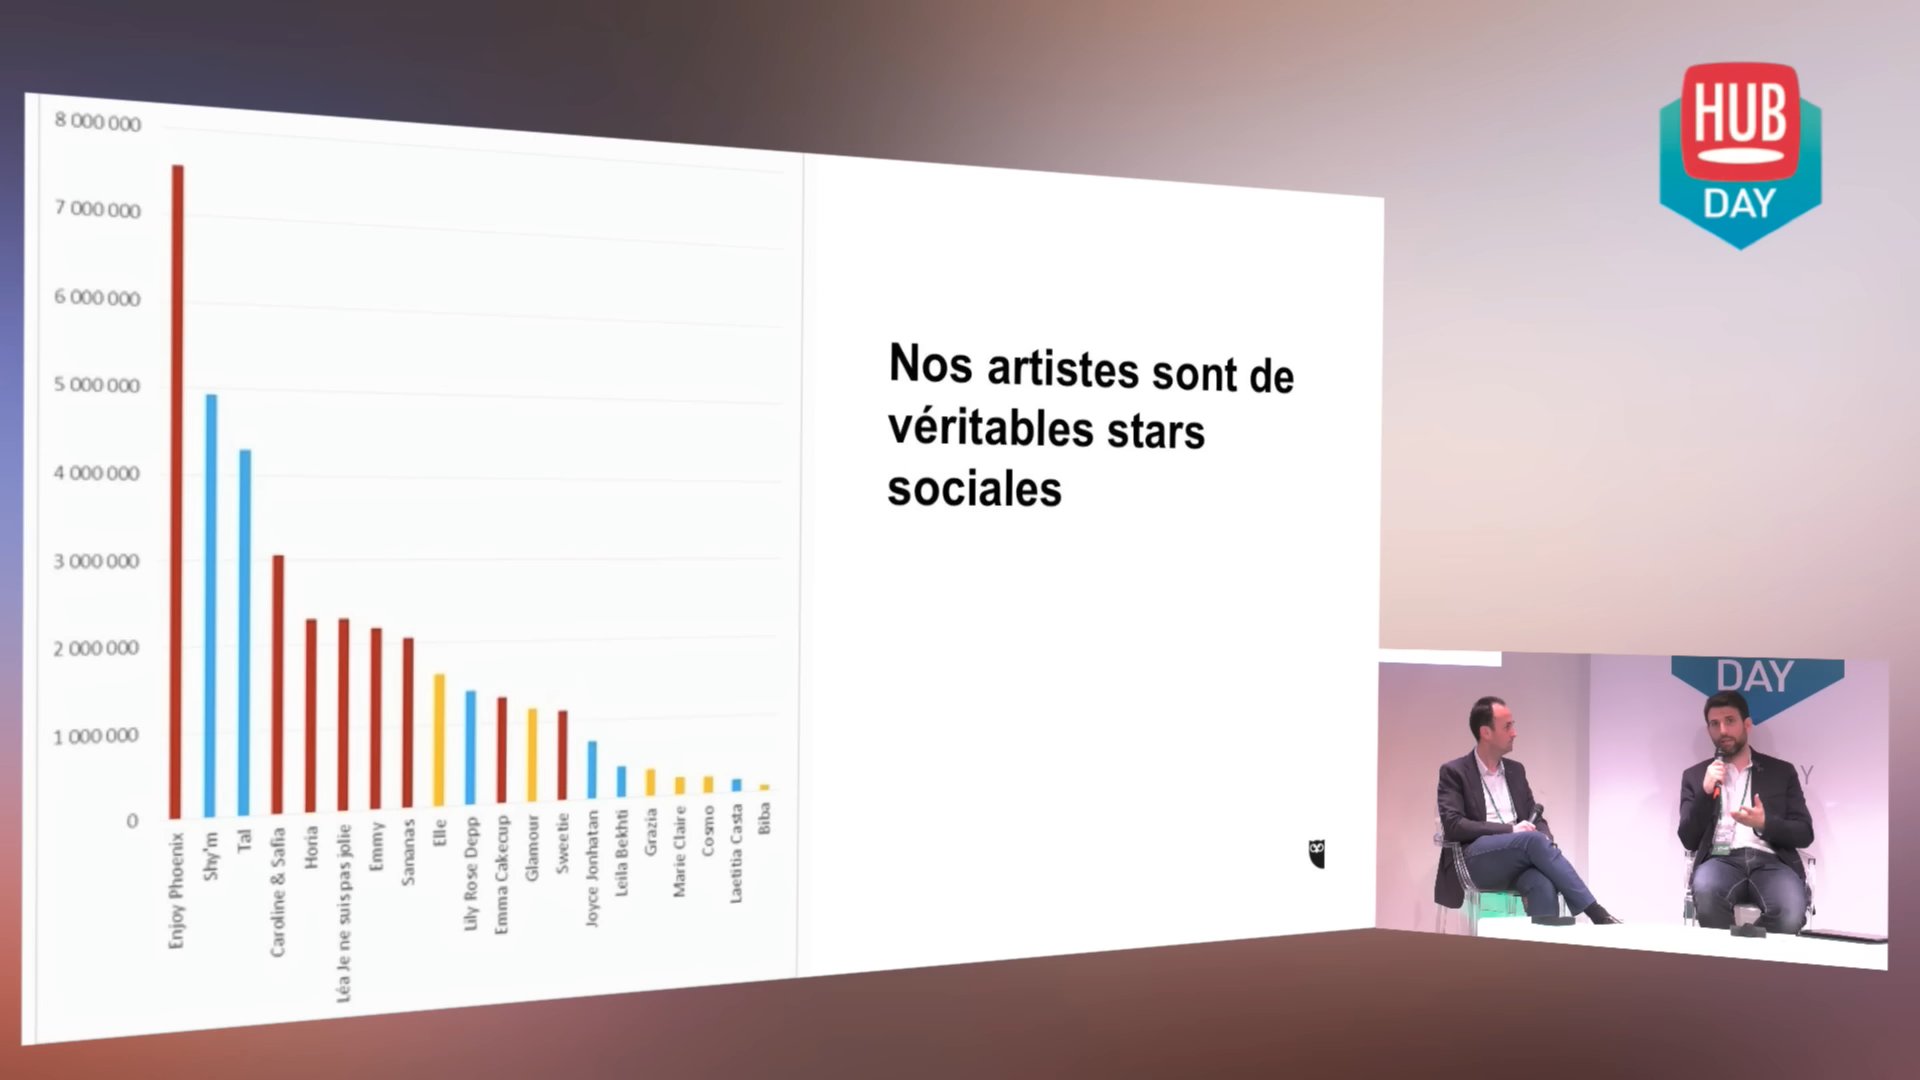 8 000 000
7 000 000
6 000 000
5 000 000
4 000 000
3 000 000
2 000 000
1 000 000
0
Enjoy Phoenix
Shy'm
Tal
Caroline & Safia
Horia
Léa Je ne suis pas jolie
Emmy
Sananas
Elle
Lily Rose Depp
Emma Cakecup
Glamour
Sweetie
Joyce Jonhatan
Leila Bekhti
Grazia
Marie Claire
Cosmo
Laetitia Casta
Biba
Nos artistes sont de
véritables stars
sociales
HUB
DAY
DAY
Y